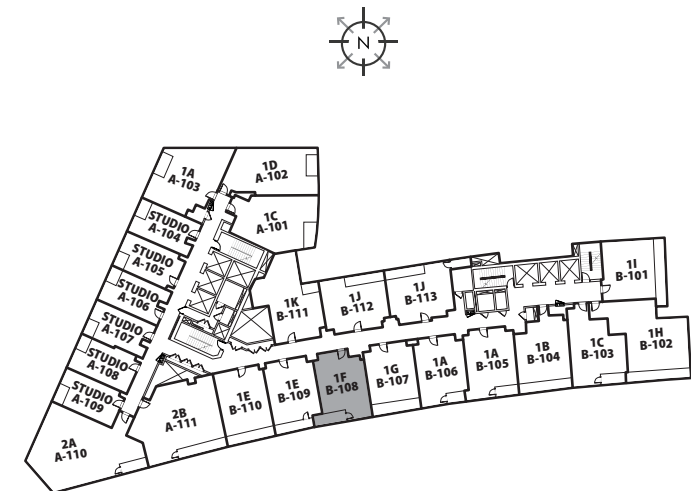 N
1D
A-102
1A
A-103
1C
A-101
STUDIO
A-104
STUDIO
A-105
STUDIO
A-106
STUDIO
A-107
STUDIO
A-108
STUDIO
A-109
2A
A-110
2B
A-111
1K
B-111
1J
B-112
1J
B-113
1I
B-101
1E
B-110
1E
B-109
1F
B-108
1G
B-107
1A
B-106
1A
B-105
1B
B-104
1C
B-103
1H
B-102